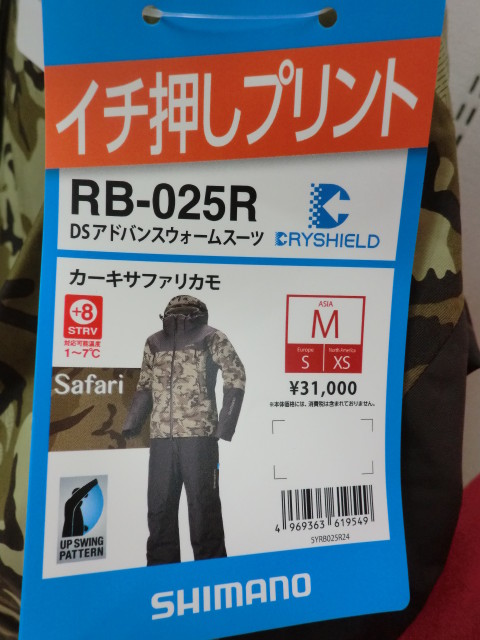 イチ押しプリント
RB-025R
DSアドバンスウォームスーツ
DRYSHIELD
カーキサファリカモ
+8
STRV
対応可能温度
1〜7℃
Safari
ASIA
M
Europe
S
North America
XS
¥31,000
※本体価格には、消費税は含まれておりません。
UP SWING
PATTERN
4 969363 619549
SYRB025R24
SHIMANO